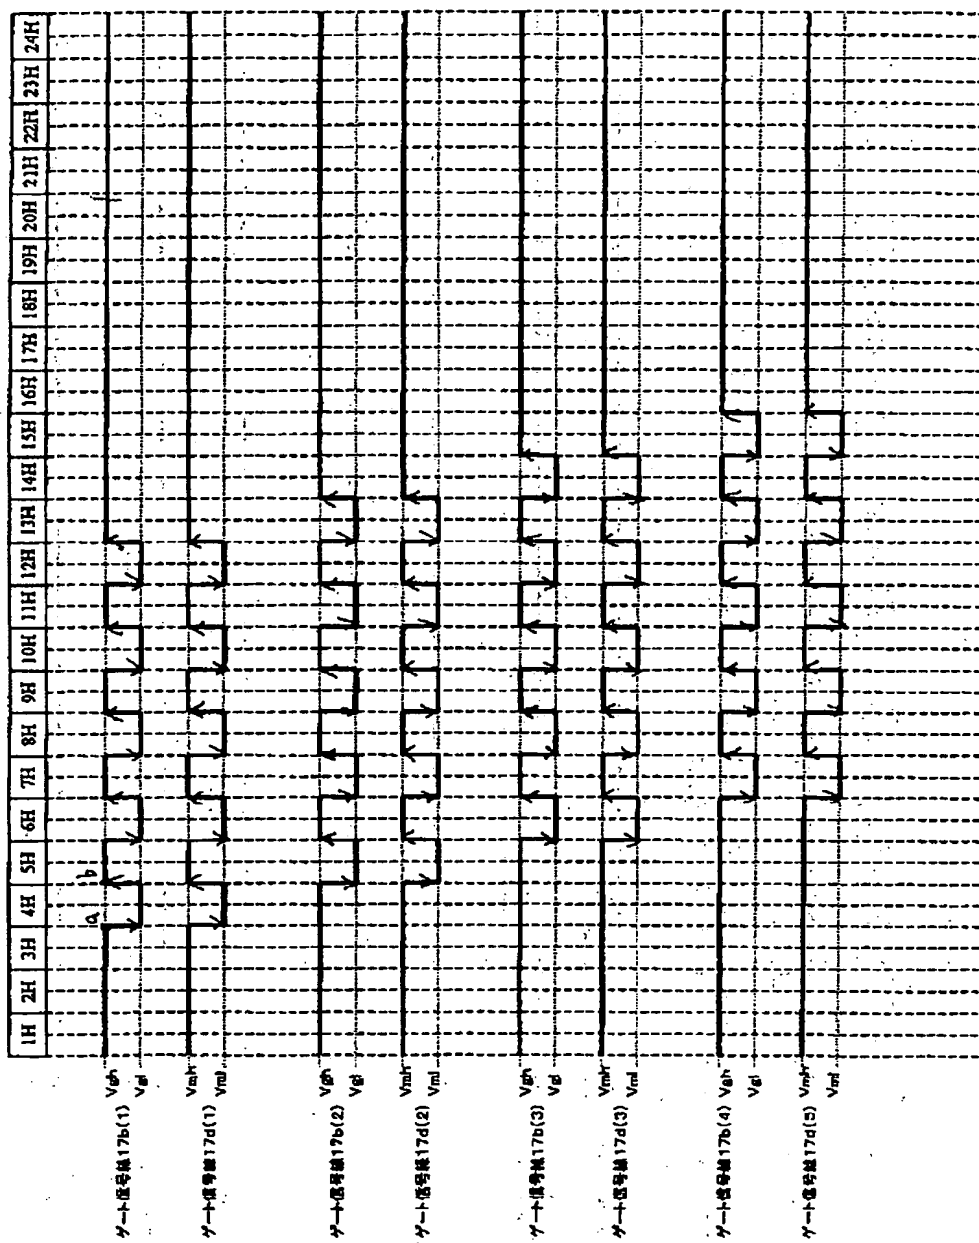 1H 2H 3H 4H 5H 6H 7H 8H 9H 10H 11H 12H 13H 14H 15H 16H 17H 18H 19H 20H 21H 22H 23H 24H
a b
ゲート信号線17b(1)
Vgh
Vgl
ゲート信号線17d(1)
Vmh
Vml
ゲート信号線17b(2)
Vgh
Vgl
ゲート信号線17d(2)
Vmh
Vml
ゲート信号線17b(3)
Vgh
Vgl
ゲート信号線17d(3)
Vmh
Vml
ゲート信号線17b(4)
Vgh
Vgl
ゲート信号線17d(5)
Vmh
Vml